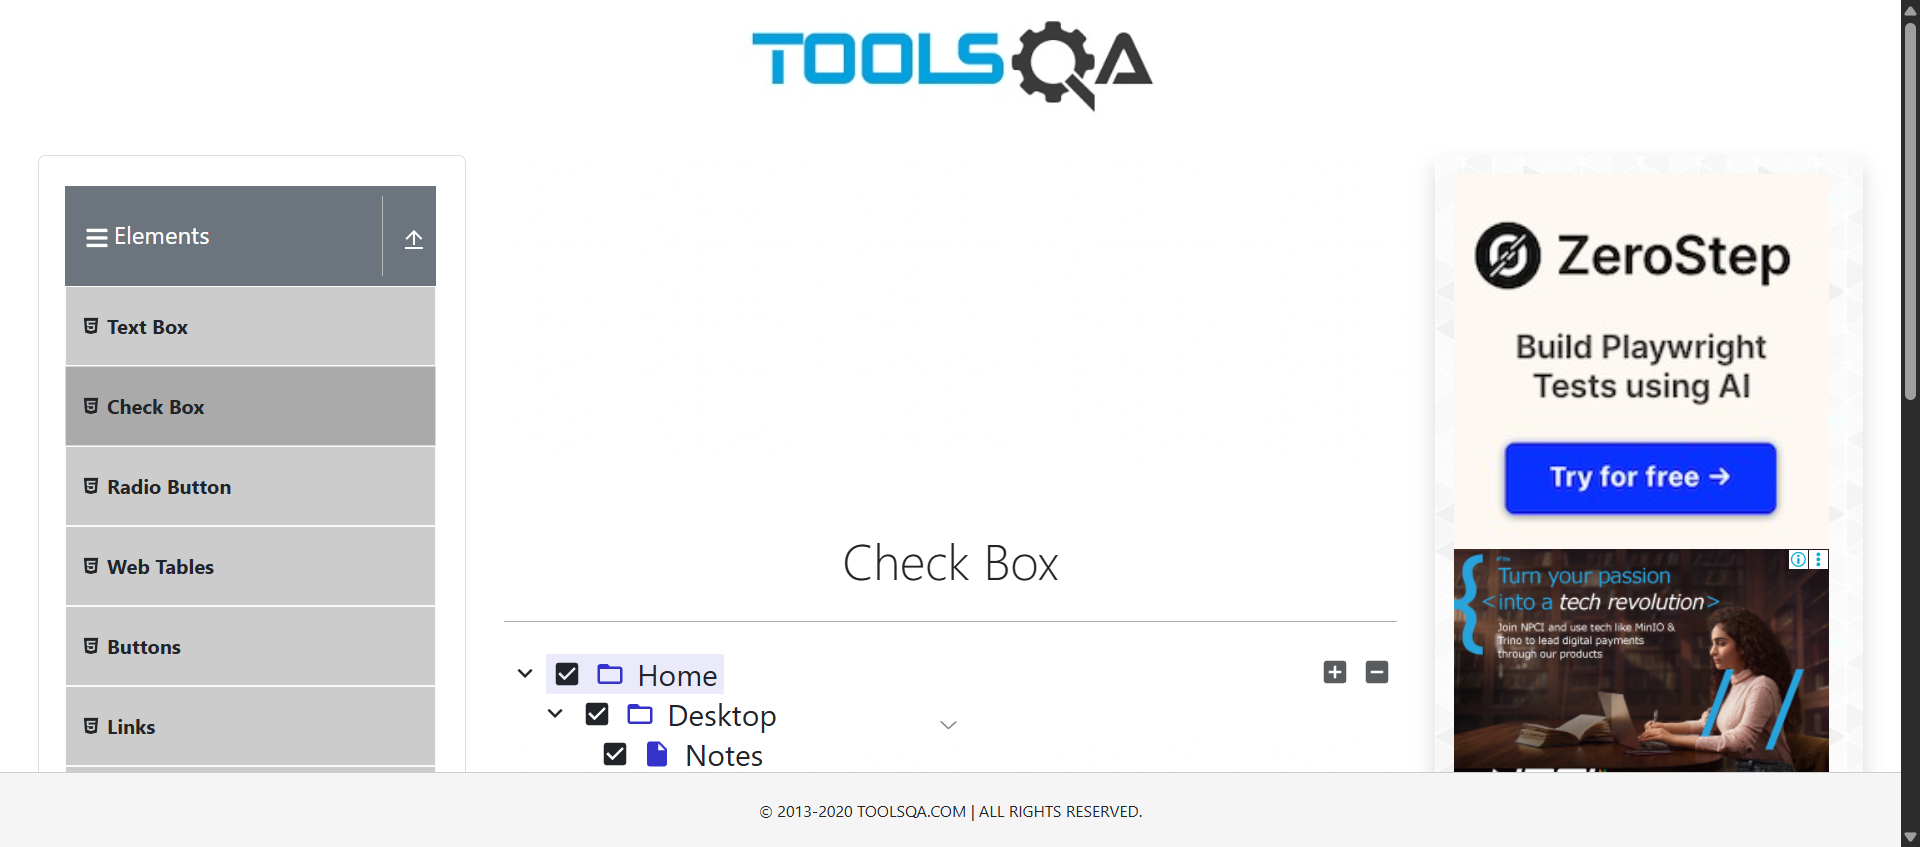 TOOLSQA
Elements
Text Box
Check Box
Radio Button
Web Tables
Buttons
Links
Check Box
Home
Desktop
Notes
ZeroStep
Build Playwright
Tests using AI
Try for free →
Turn your passion
<into a tech revolution>
Join NPCI and use tech like MinIO &
Trino to lead digital payments
through our products
© 2013-2020 TOOLSQA.COM | ALL RIGHTS RESERVED.